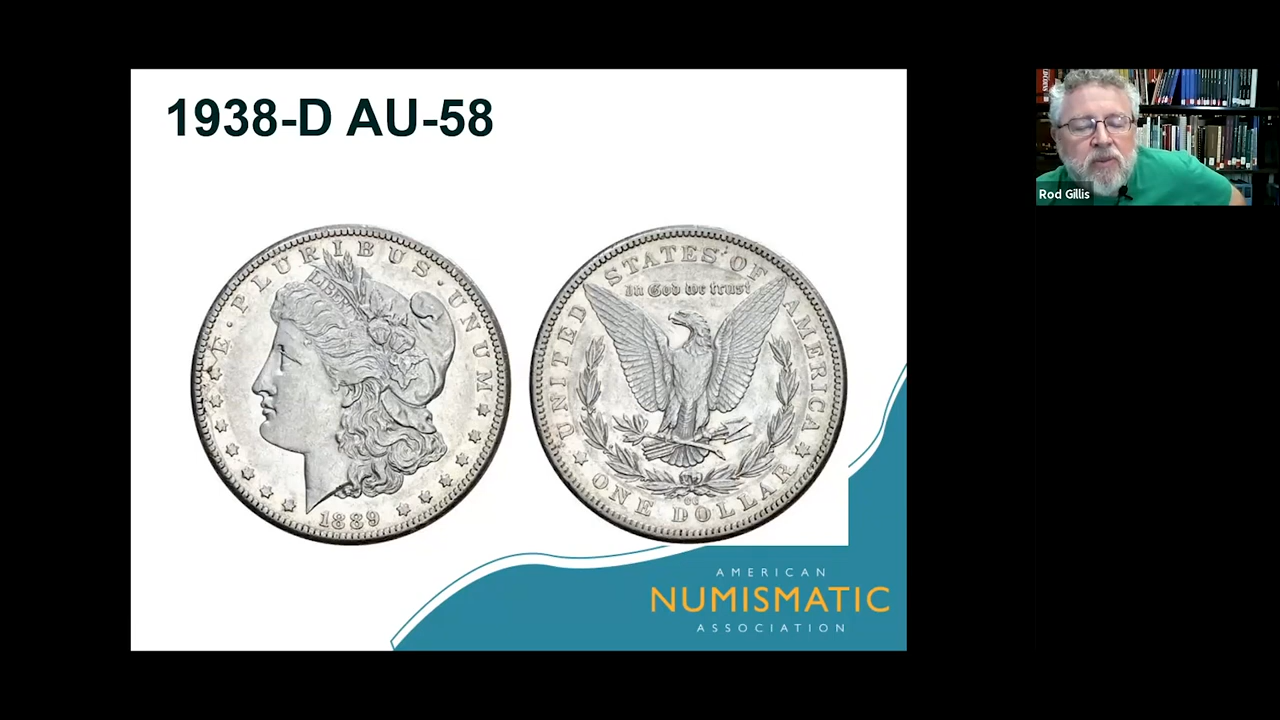 1938-D AU-58
E · PLURIBUS · UNUM
LIBERTY
1889
UNITED STATES OF AMERICA
In God we trust
CC
ONE DOLLAR
AMERICAN
NUMISMATIC
ASSOCIATION
Rod Gillis